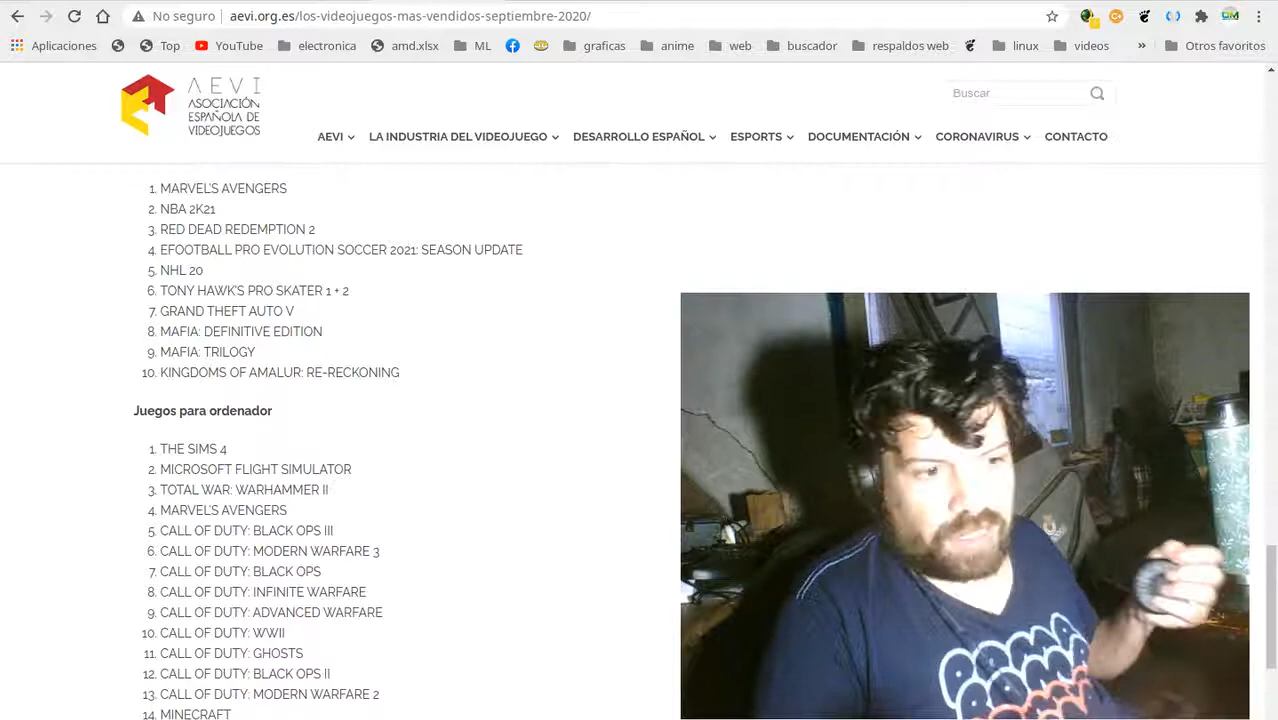 No seguro
aevi.org.es/los-videojuegos-mas-vendidos-septiembre-2020/
Aplicaciones
Top
YouTube
electronica
amd.xlsx
ML
graficas
anime
web
buscador
respaldos web
linux
videos
»
Otros favoritos
AEVI
ASOCIACIÓN
ESPAÑOLA DE
VIDEOJUEGOS
Buscar
AEVI
LA INDUSTRIA DEL VIDEOJUEGO
DESARROLLO ESPAÑOL
ESPORTS
DOCUMENTACIÓN
CORONAVIRUS
CONTACTO
1. MARVEL'S AVENGERS
2. NBA 2K21
3. RED DEAD REDEMPTION 2
4. EFOOTBALL PRO EVOLUTION SOCCER 2021: SEASON UPDATE
5. NHL 20
6. TONY HAWK'S PRO SKATER 1 + 2
7. GRAND THEFT AUTO V
8. MAFIA: DEFINITIVE EDITION
9. MAFIA: TRILOGY
10. KINGDOMS OF AMALUR: RE-RECKONING
Juegos para ordenador
1. THE SIMS 4
2. MICROSOFT FLIGHT SIMULATOR
3. TOTAL WAR: WARHAMMER II
4. MARVEL'S AVENGERS
5. CALL OF DUTY: BLACK OPS III
6. CALL OF DUTY: MODERN WARFARE 3
7. CALL OF DUTY: BLACK OPS
8. CALL OF DUTY: INFINITE WARFARE
9. CALL OF DUTY: ADVANCED WARFARE
10. CALL OF DUTY: WWII
11. CALL OF DUTY: GHOSTS
12. CALL OF DUTY: BLACK OPS II
13. CALL OF DUTY: MODERN WARFARE 2
14. MINECRAFT